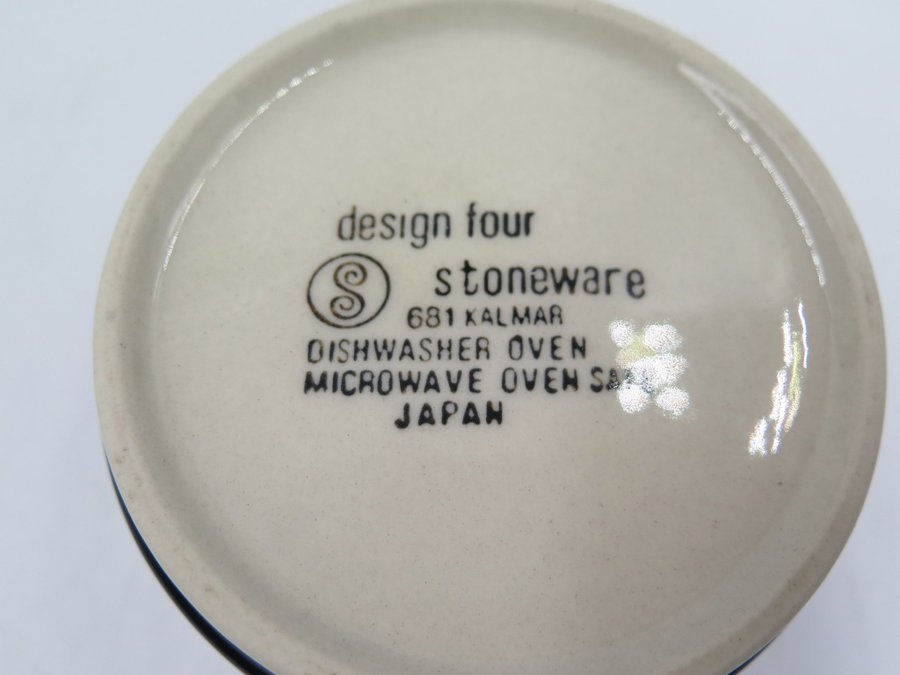 design four
S stoneware
681 KALMAR
DISHWASHER OVEN
MICROWAVE OVEN
JAPAN